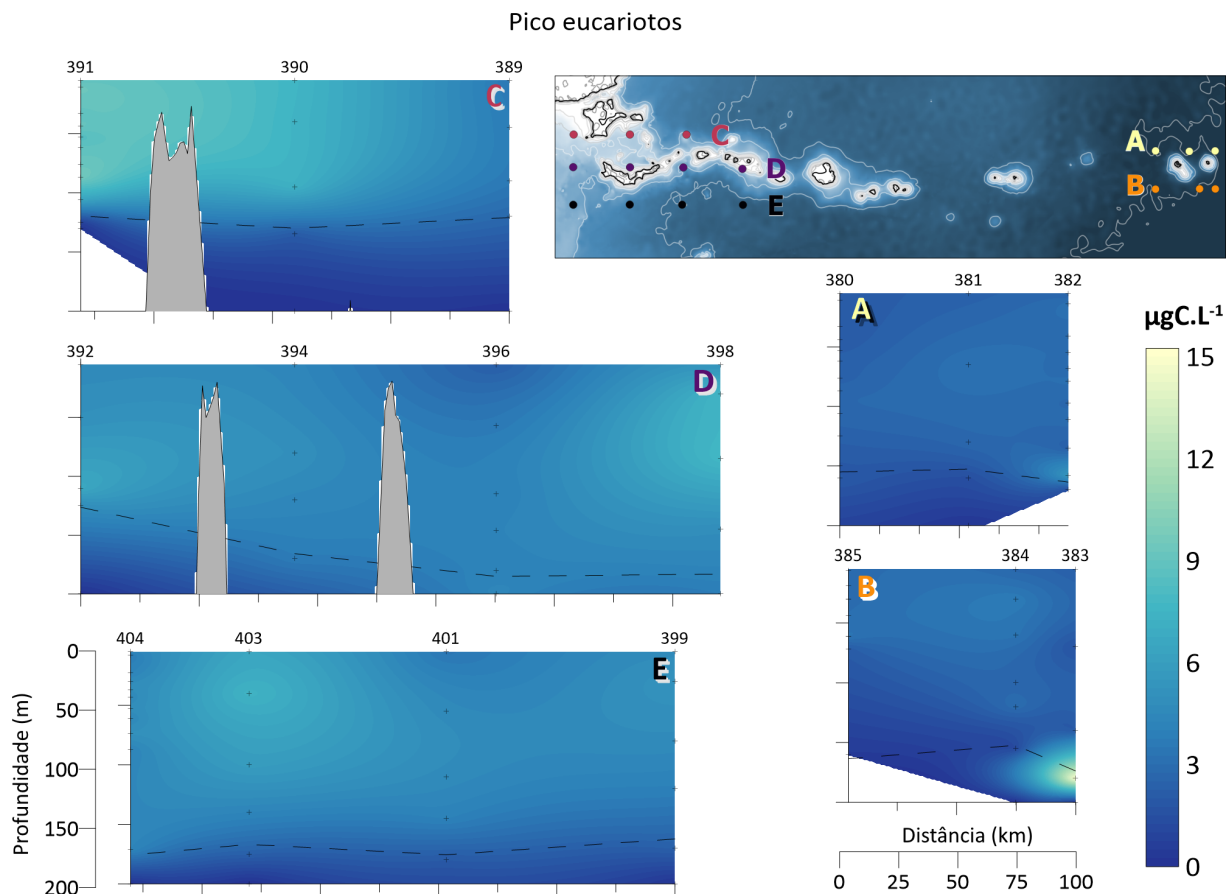 Pico eucariotos
391 390 389
C
A
C
D
B
E
380 381 382
A
µgC.L⁻¹
15
12
9
6
3
0
392 394 396 398
D
385 384 383
B
404 403 401 399
E
Profundidade (m)
0
50
100
150
200
Distância (km)
0 25 50 75 100